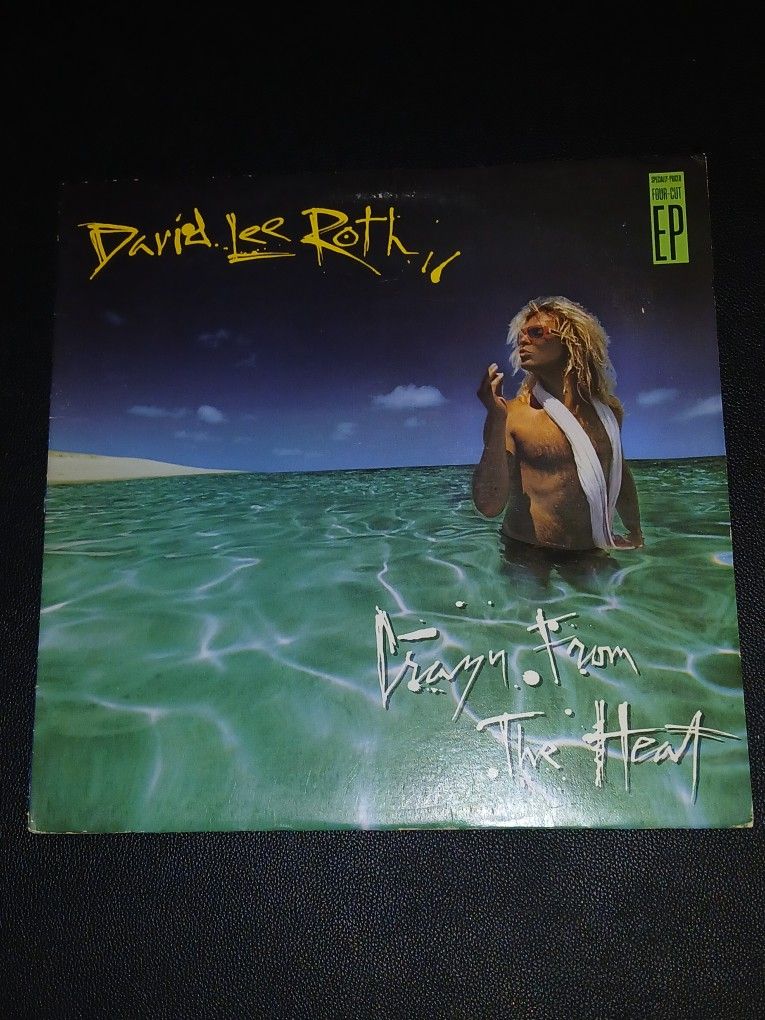 David Lee Roth
SPECIALLY-PRICED
FOUR-CUT
EP
Crazy From
The Heat